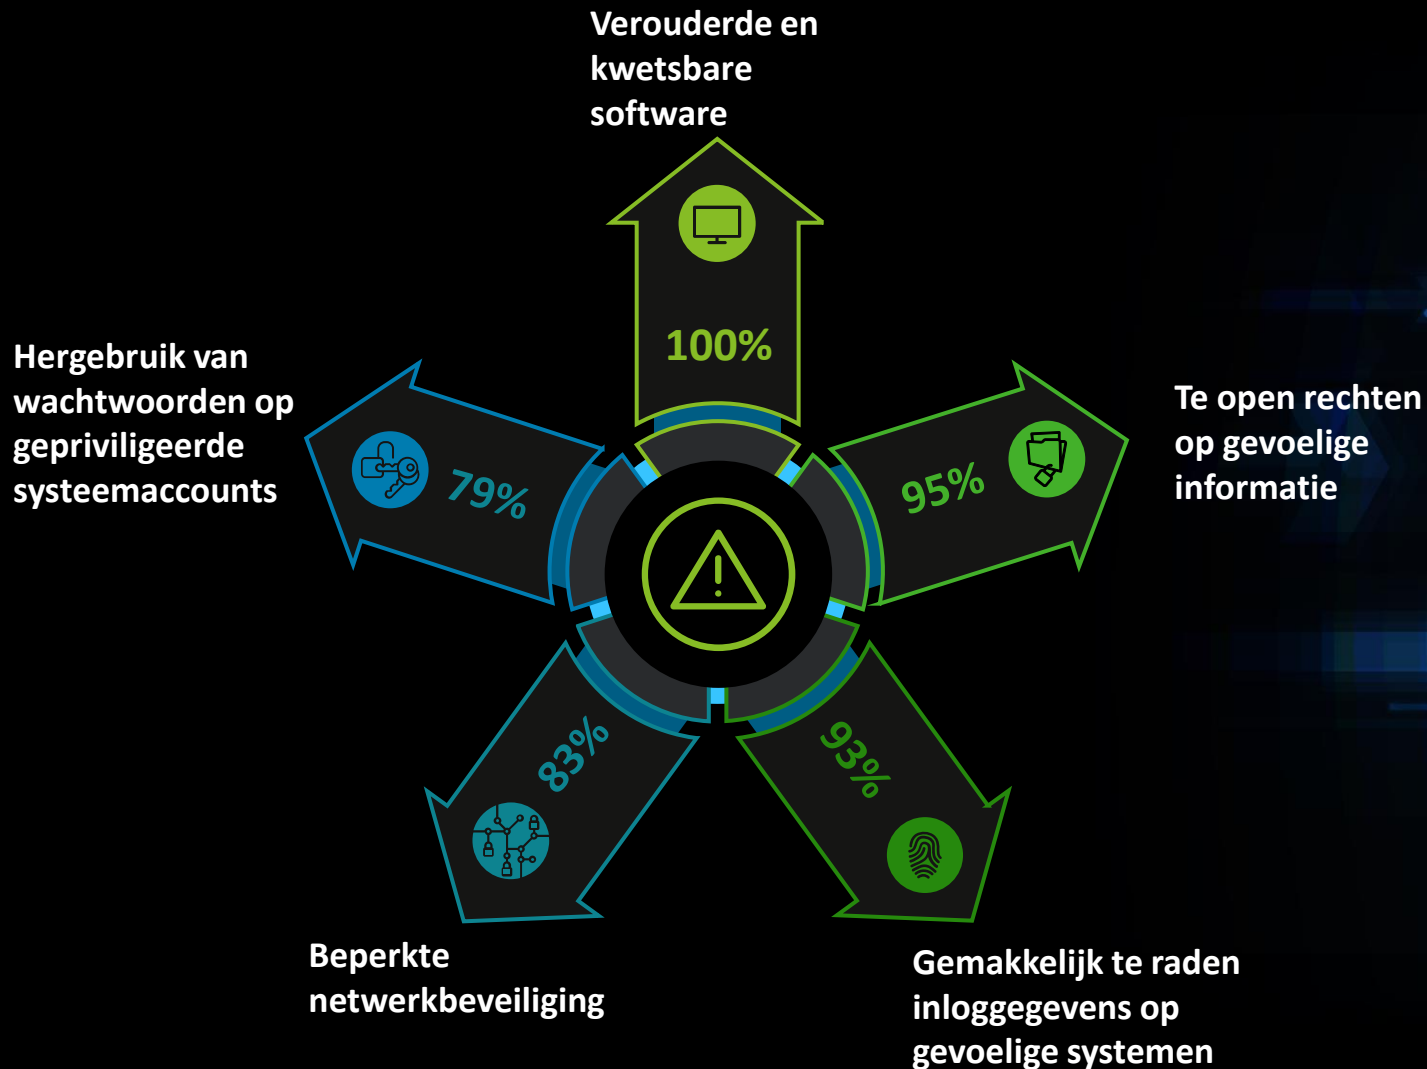 Verouderde en
kwetsbare
software
100%
Hergebruik van
wachtwoorden op
gepriviligeerde
systeemaccounts
79%
Te open rechten
op gevoelige
informatie
95%
83%
93%
Beperkte
netwerkbeveiliging
Gemakkelijk te raden
inloggegevens op
gevoelige systemen